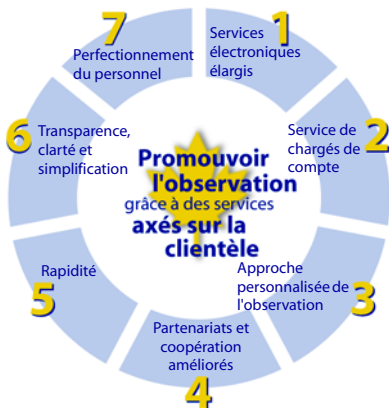 1
Services
électroniques
élargis
2
Service de
chargés de
compte
3
Approche
personnalisée de
l'observation
4
Partenariats et
coopération
améliorés
5
Rapidité
6
Transparence,
clarté et
simplification
7
Perfectionnement
du personnel
Promouvoir
l'observation
grâce à des services
axés sur la
clientèle